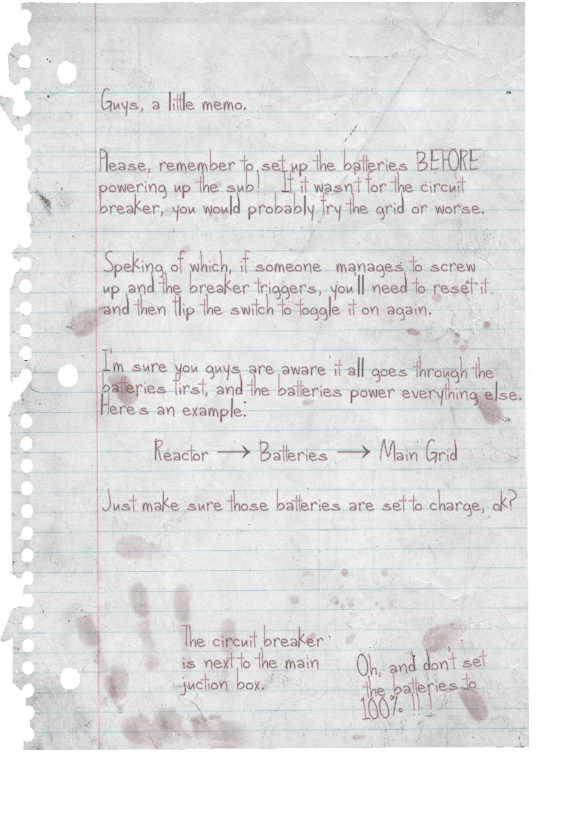 Guys, a little memo.
Please, remember to set up the batteries BEFORE
powering up the sub! If it wasnt for the circuit
breaker, you would probably fry the grid or worse.
Speking of which, if someone manages to screw
up and the breaker triggers, you'll need to reset it
and then flip the switch to toggle it on again.
I'm sure you guys are aware it all goes through the
batteries first, and the batteries power everything else.
Here's an example:
Reactor → Batteries → Main Grid
Just make sure those batteries are set to charge, ok?
The circuit breaker
is next to the main
juction box.
Oh, and don't set
the batteries to
100% !!!